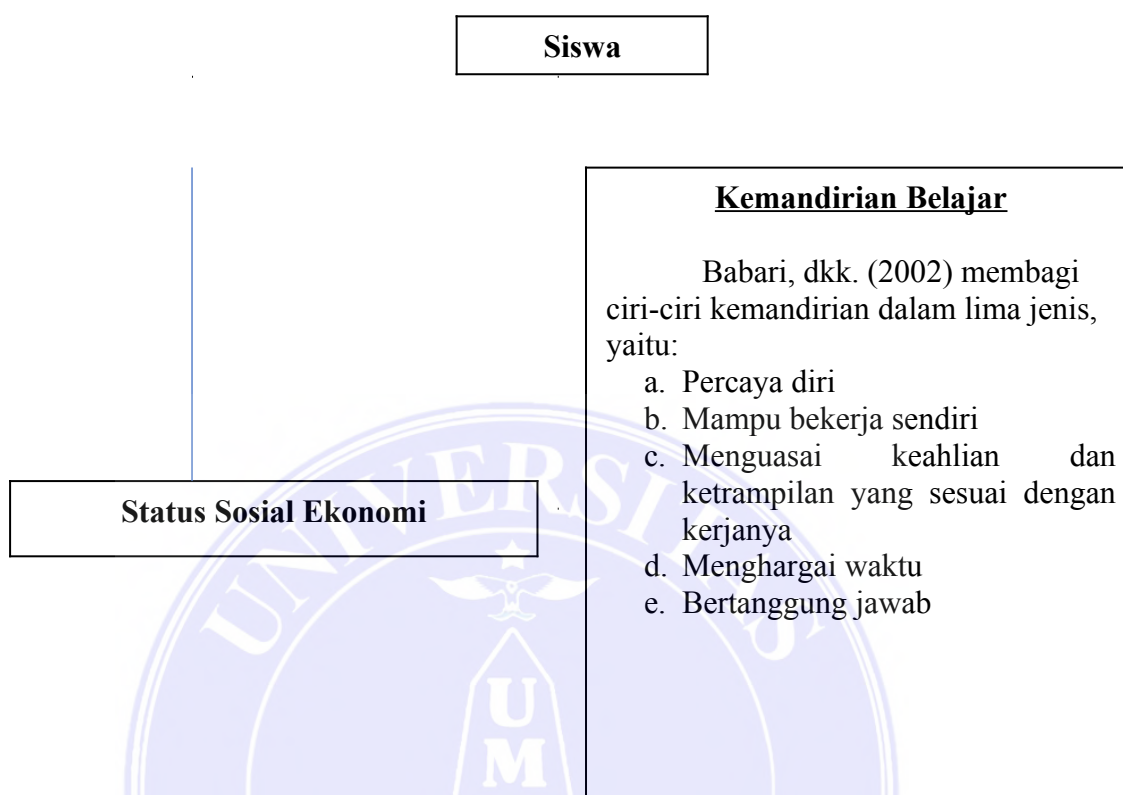 Siswa
Kemandirian Belajar
Babari, dkk. (2002) membagi
ciri-ciri kemandirian dalam lima jenis,
yaitu:
a. Percaya diri
b. Mampu bekerja sendiri
c. Menguasai keahlian dan
ketrampilan yang sesuai dengan
kerjanya
d. Menghargai waktu
e. Bertanggung jawab
Status Sosial Ekonomi
UNIVERSITAS
U
M